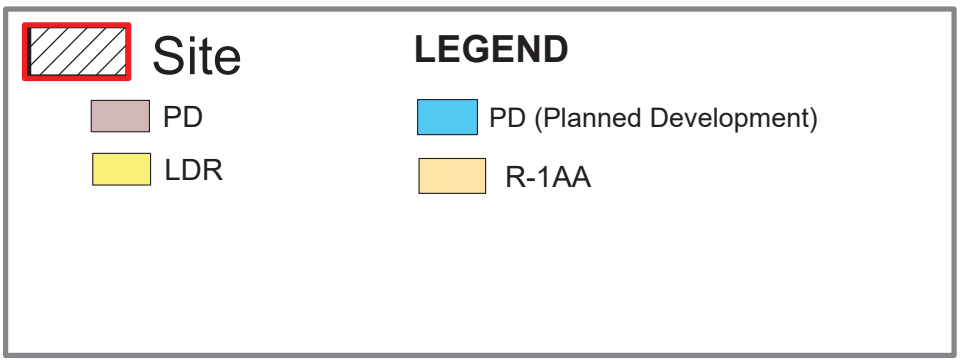 Site
LEGEND
PD
PD (Planned Development)
LDR
R-1AA